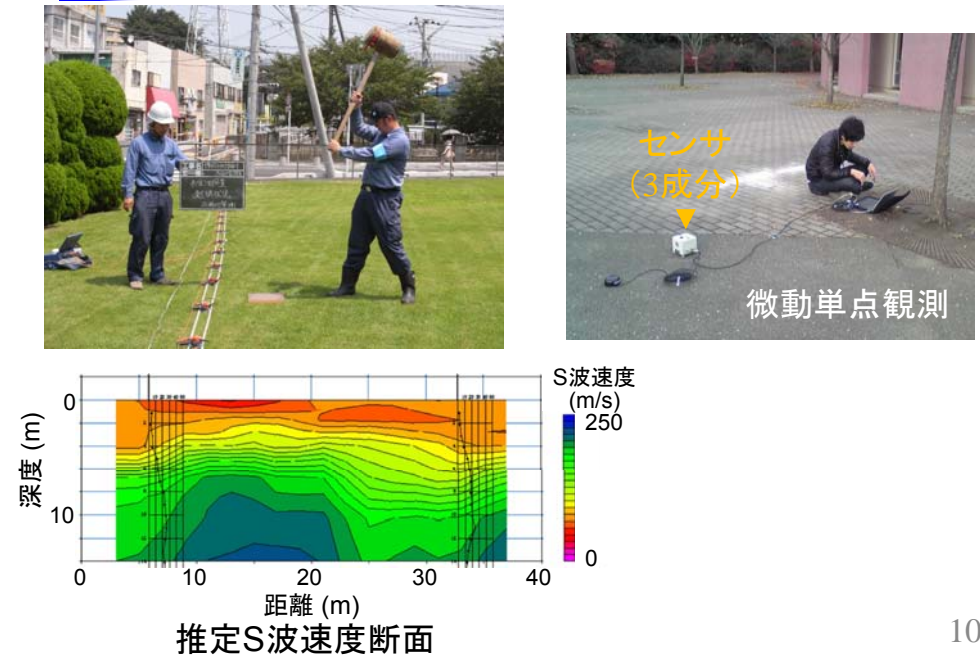 センサ
(3成分)
微動単点観測
S波速度
(m/s)
250
0
0
10
深度 (m)
0
10
20
30
40
距離 (m)
推定S波速度断面
10